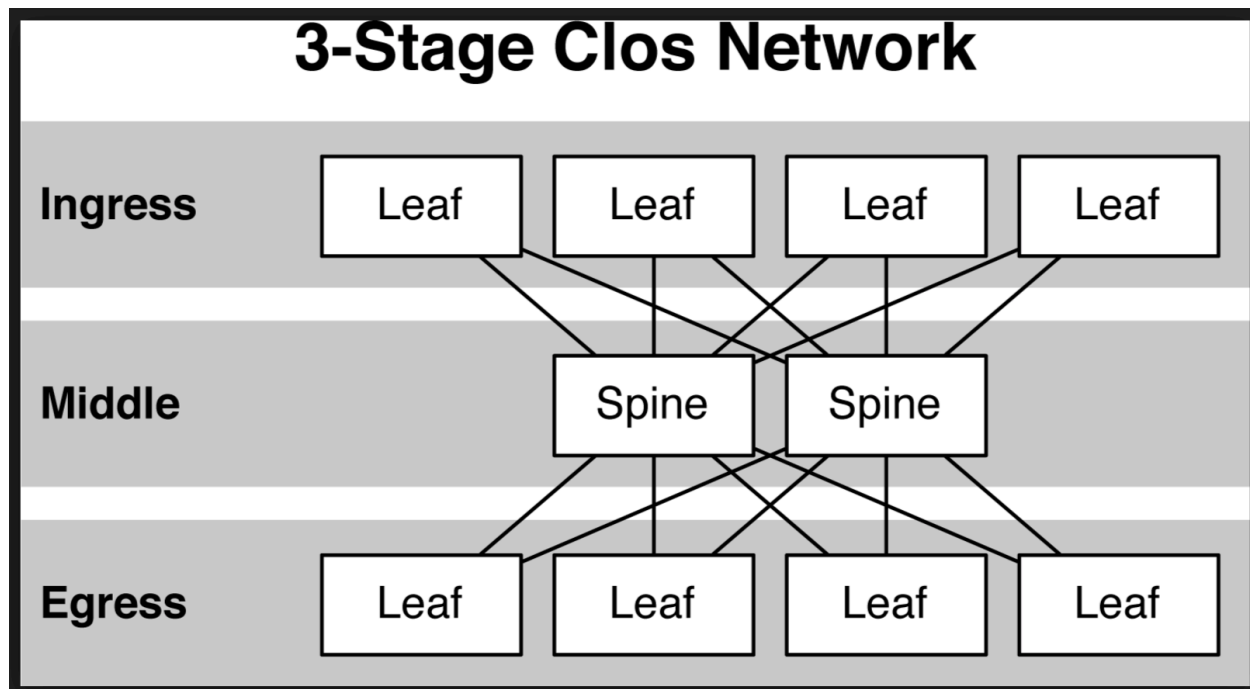 3-Stage Clos Network
Ingress Leaf Leaf Leaf Leaf
Middle Spine Spine
Egress Leaf Leaf Leaf Leaf